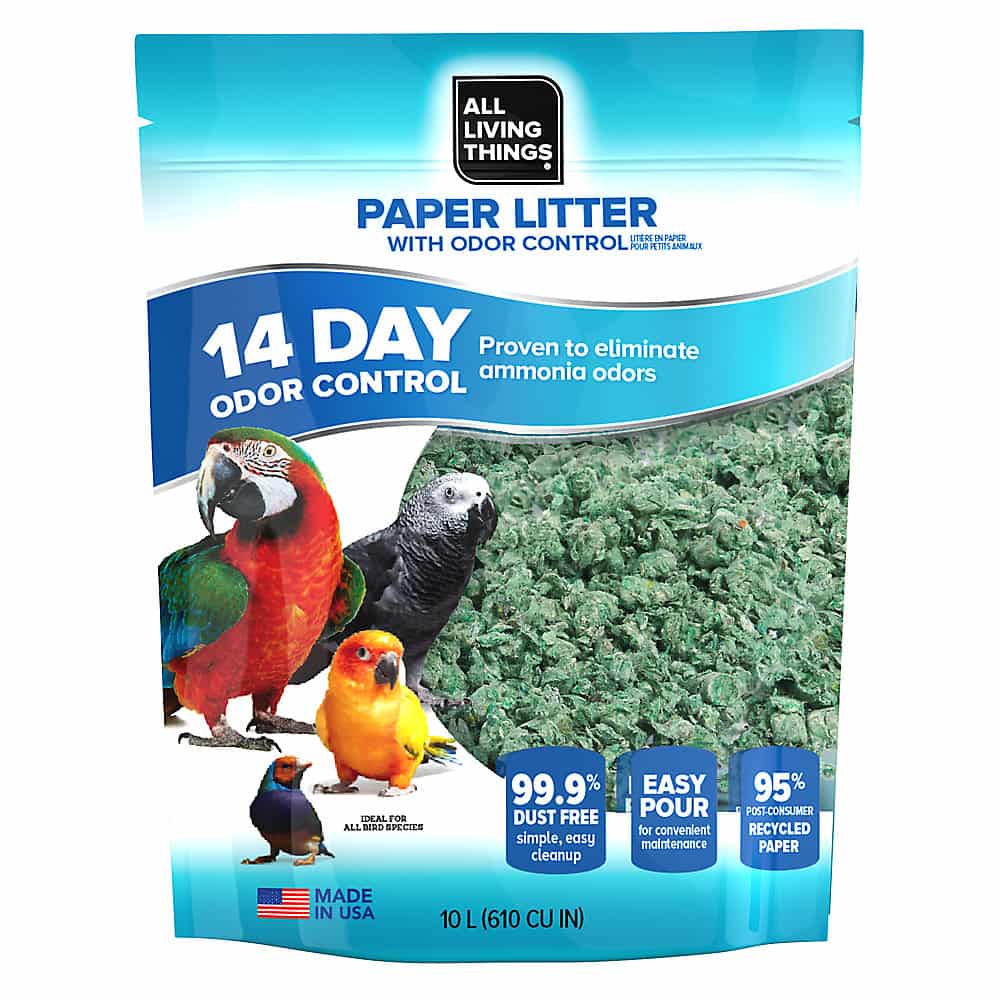 ALL
LIVING
THINGS
PAPER LITTER
WITH ODOR CONTROL
LITIÈRE EN PAPIER
POUR PETITS ANIMAUX
14 DAY
ODOR CONTROL
Proven to eliminate
ammonia odors
IDEAL FOR
ALL BIRD SPECIES
99.9%
DUST FREE
simple, easy
cleanup
EASY
POUR
for convenient
maintenance
95%
POST-CONSUMER
RECYCLED
PAPER
MADE
IN USA
10 L (610 CU IN)